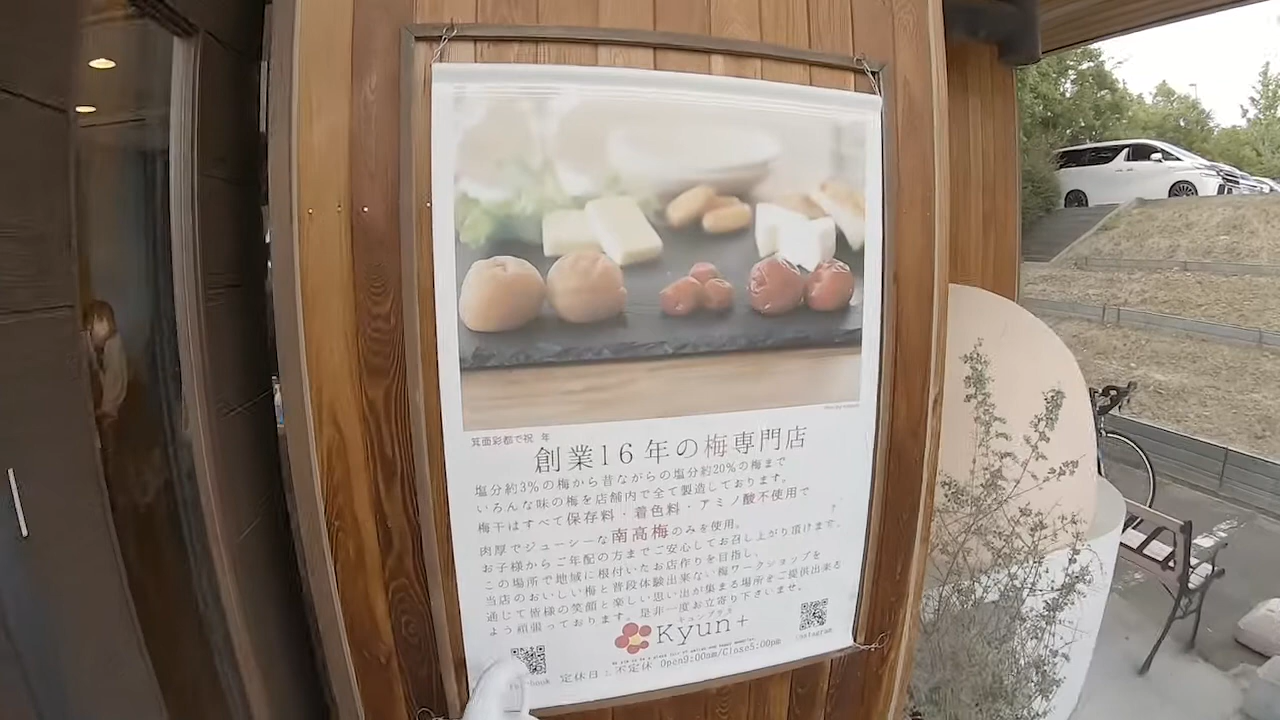 箕面彩都で祝 年
創業16年の梅専門店
塩分約3%の梅から昔ながらの塩分約20%の梅まで
いろんな味の梅を店舗内で全て製造しております。
梅干はすべて保存料・着色料・アミノ酸不使用で
肉厚でジューシーな南高梅のみを使用。
お子様からご年配の方までご安心してお召し上がり頂けます。
この場所で地域に根付いたお店作りを目指し、
当店のおいしい梅と普段体験出来ない梅ワークショップを
通じて皆様の笑顔と楽しい思い出が集まる場所をご提供出来る
よう頑張っております。是非一度お立寄り下さいませ。
キュンプラス
Kyun+
Instagram
定休日：不定休 Open9:00am/Close5:00pm